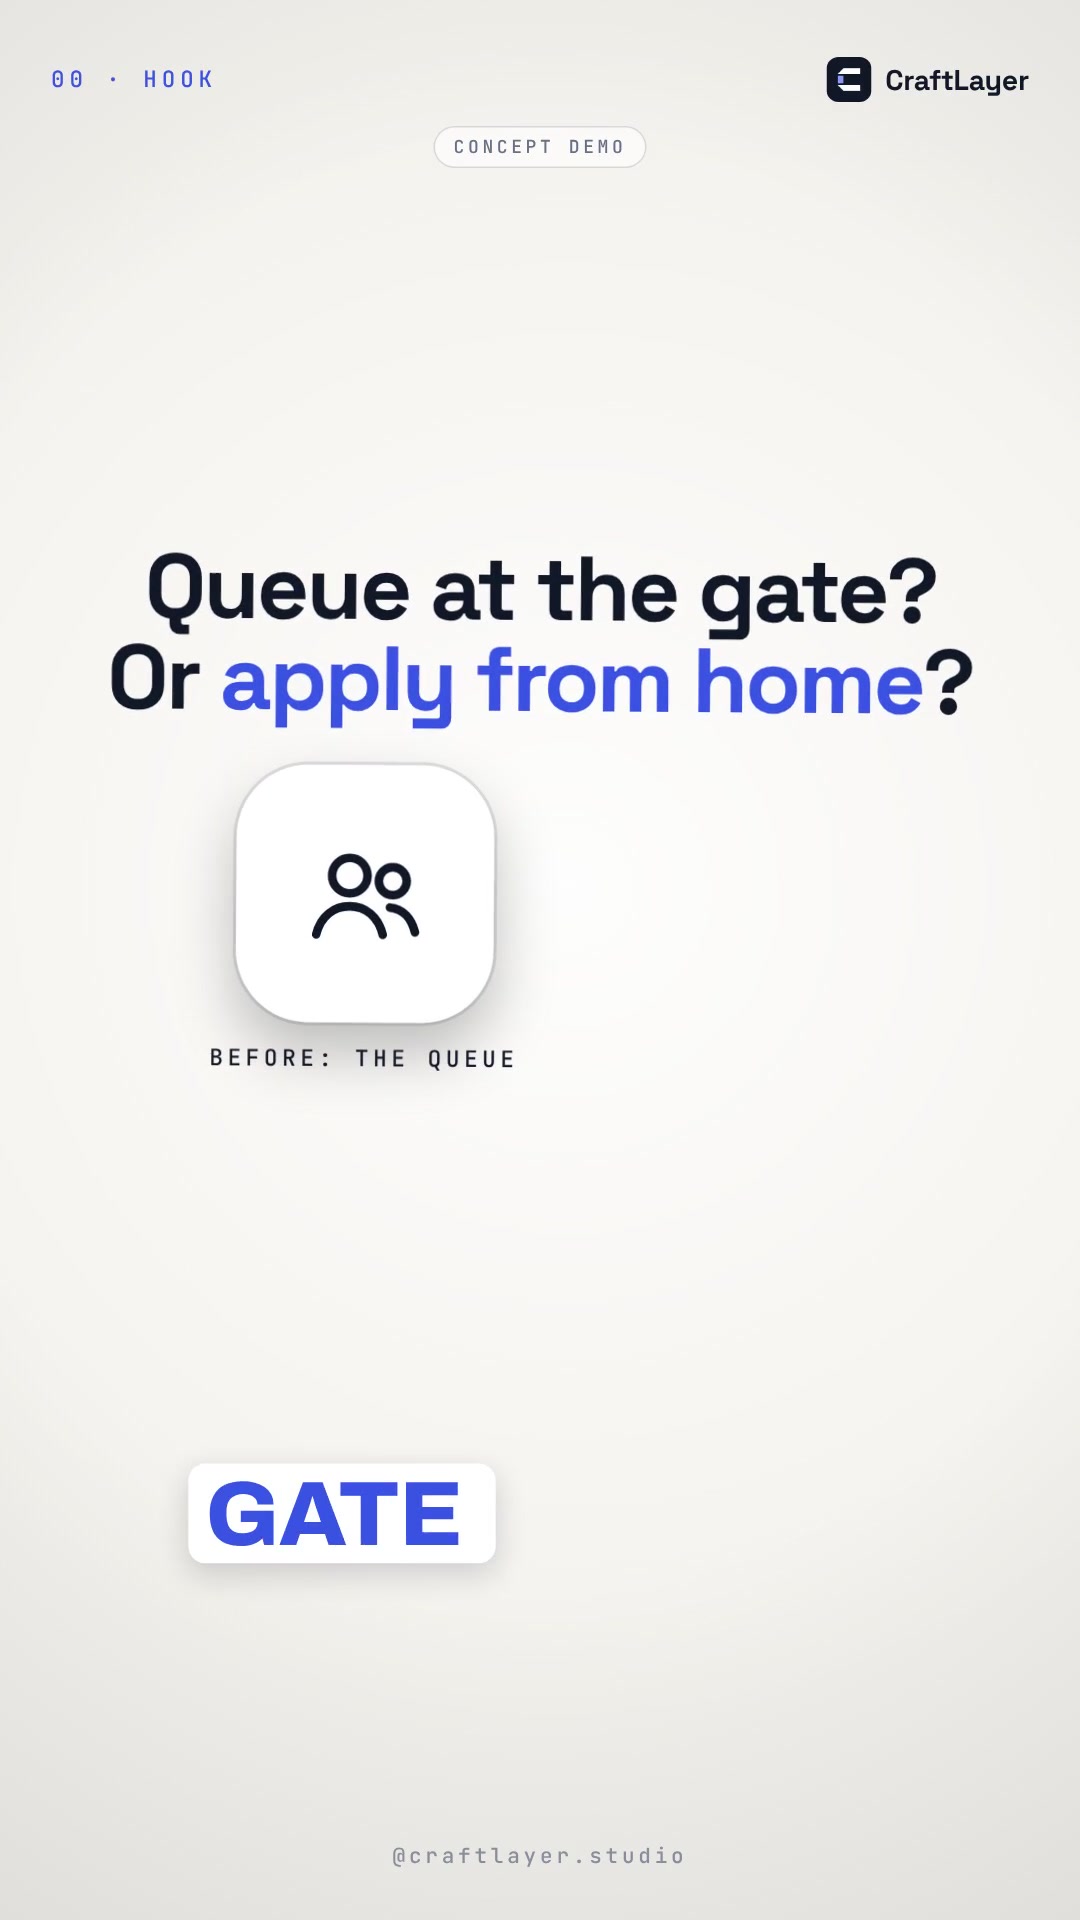 00 · HOOK
CraftLayer
CONCEPT DEMO
Queue at the gate?
Or apply from home?
BEFORE: THE QUEUE
GATE
@craftlayer.studio